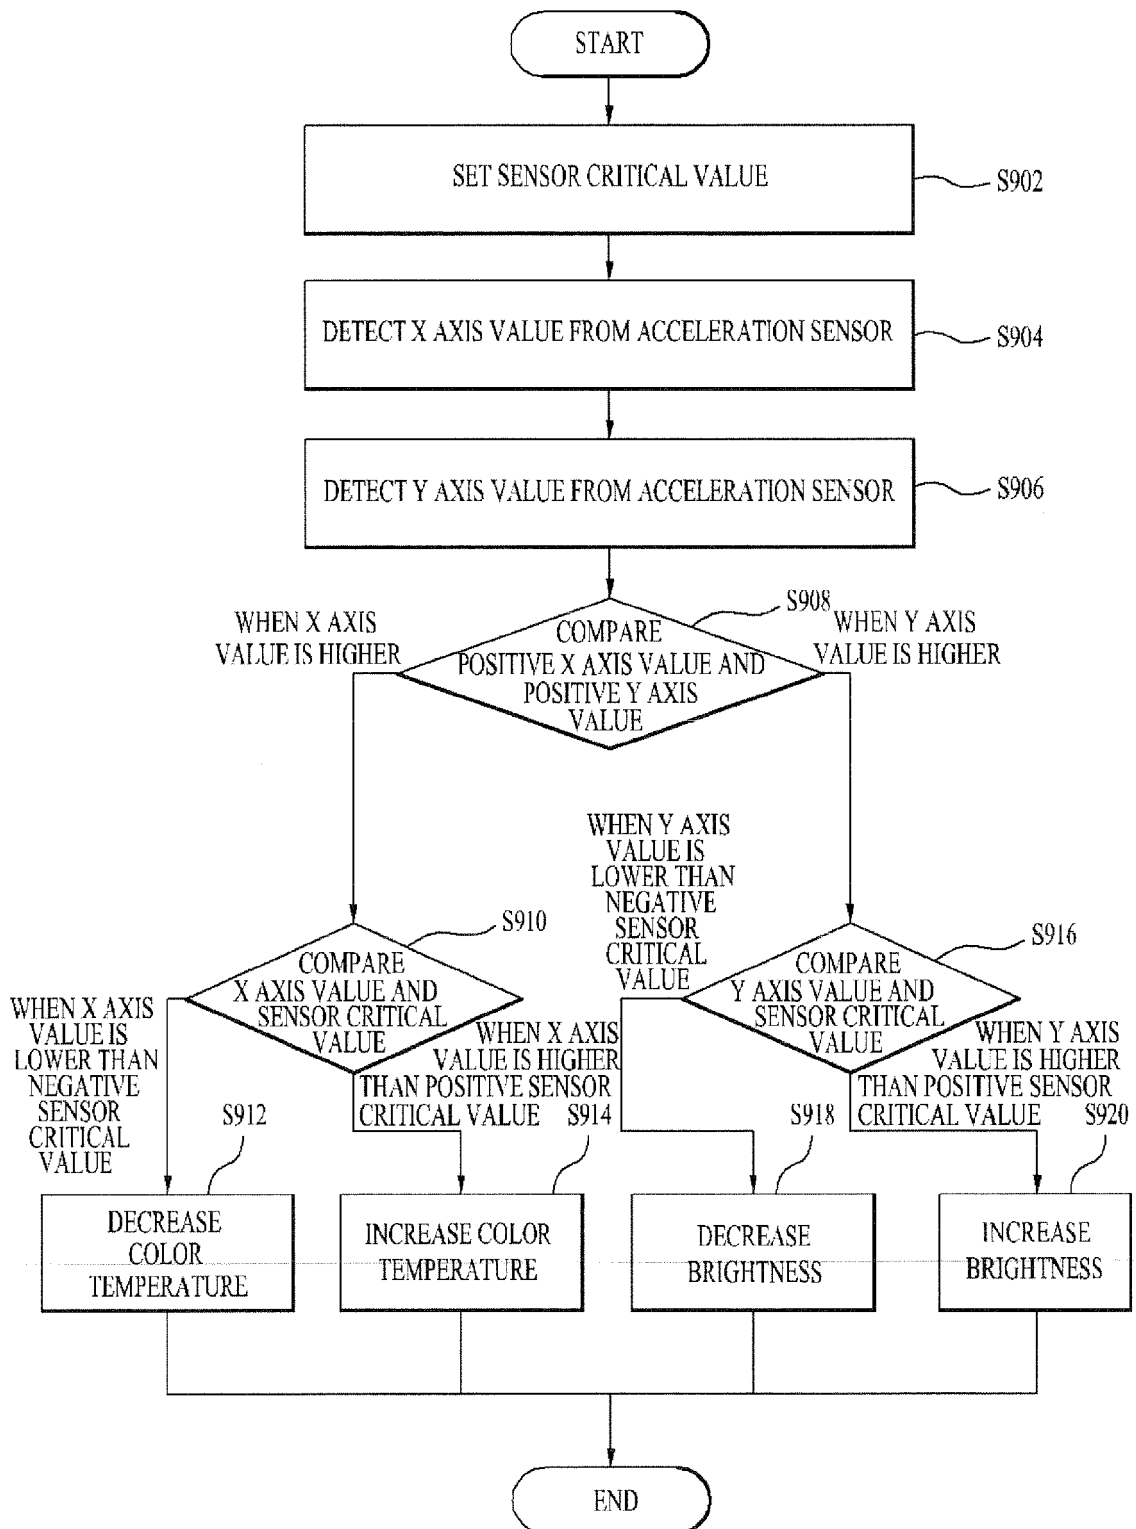 START
SET SENSOR CRITICAL VALUE
S902
DETECT X AXIS VALUE FROM ACCELERATION SENSOR
S904
DETECT Y AXIS VALUE FROM ACCELERATION SENSOR
S906
S908
WHEN X AXIS
VALUE IS HIGHER
COMPARE
POSITIVE X AXIS VALUE AND
POSITIVE Y AXIS
VALUE
WHEN Y AXIS
VALUE IS HIGHER
S910
COMPARE
X AXIS VALUE AND
SENSOR CRITICAL
VALUE
WHEN X AXIS
VALUE IS
LOWER THAN
NEGATIVE
SENSOR
CRITICAL
VALUE
WHEN X AXIS
VALUE IS HIGHER
THAN POSITIVE SENSOR
CRITICAL VALUE
WHEN Y AXIS
VALUE IS
LOWER THAN
NEGATIVE
SENSOR
CRITICAL
VALUE
S916
COMPARE
Y AXIS VALUE AND
SENSOR CRITICAL
VALUE
WHEN Y AXIS
VALUE IS HIGHER
THAN POSITIVE SENSOR
CRITICAL VALUE
S912
DECREASE
COLOR
TEMPERATURE
S914
INCREASE COLOR
TEMPERATURE
S918
DECREASE
BRIGHTNESS
S920
INCREASE
BRIGHTNESS
END